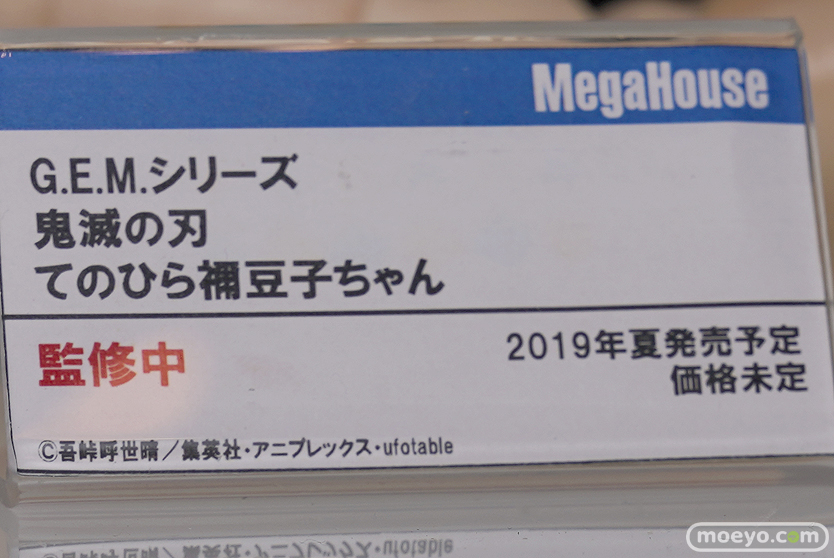 MegaHouse
G.E.M.シリーズ
鬼滅の刃
てのひら禰豆子ちゃん
監修中
2019年夏発売予定
価格未定
©吾峠呼世晴／集英社・アニプレックス・ufotable
moeyo.com